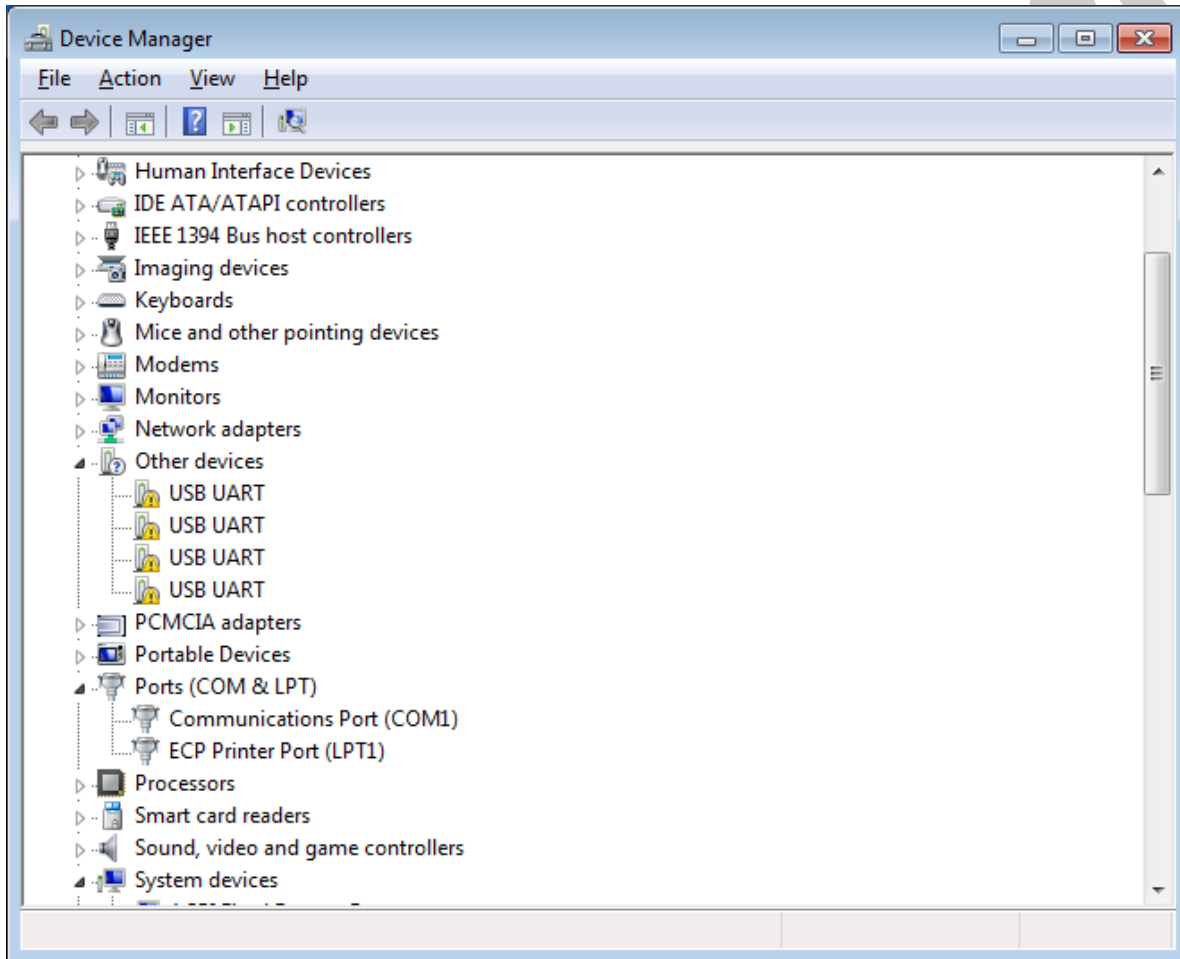 Device Manager
File Action View Help
Human Interface Devices
IDE ATA/ATAPI controllers
IEEE 1394 Bus host controllers
Imaging devices
Keyboards
Mice and other pointing devices
Modems
Monitors
Network adapters
Other devices
USB UART
USB UART
USB UART
USB UART
PCMCIA adapters
Portable Devices
Ports (COM & LPT)
Communications Port (COM1)
ECP Printer Port (LPT1)
Processors
Smart card readers
Sound, video and game controllers
System devices